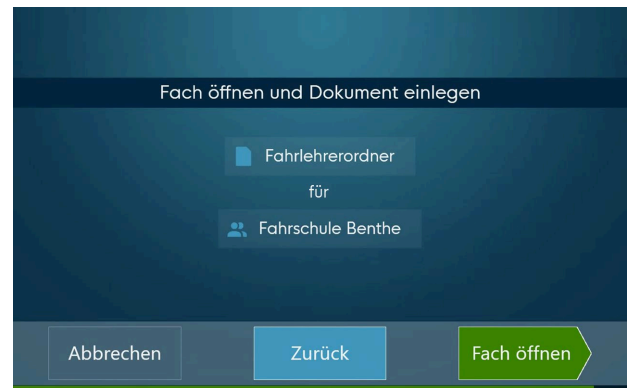 Fach öffnen und Dokument einlegen
Fahrlehrerordner
für
Fahrschule Benthe
Abbrechen
Zurück
Fach öffnen